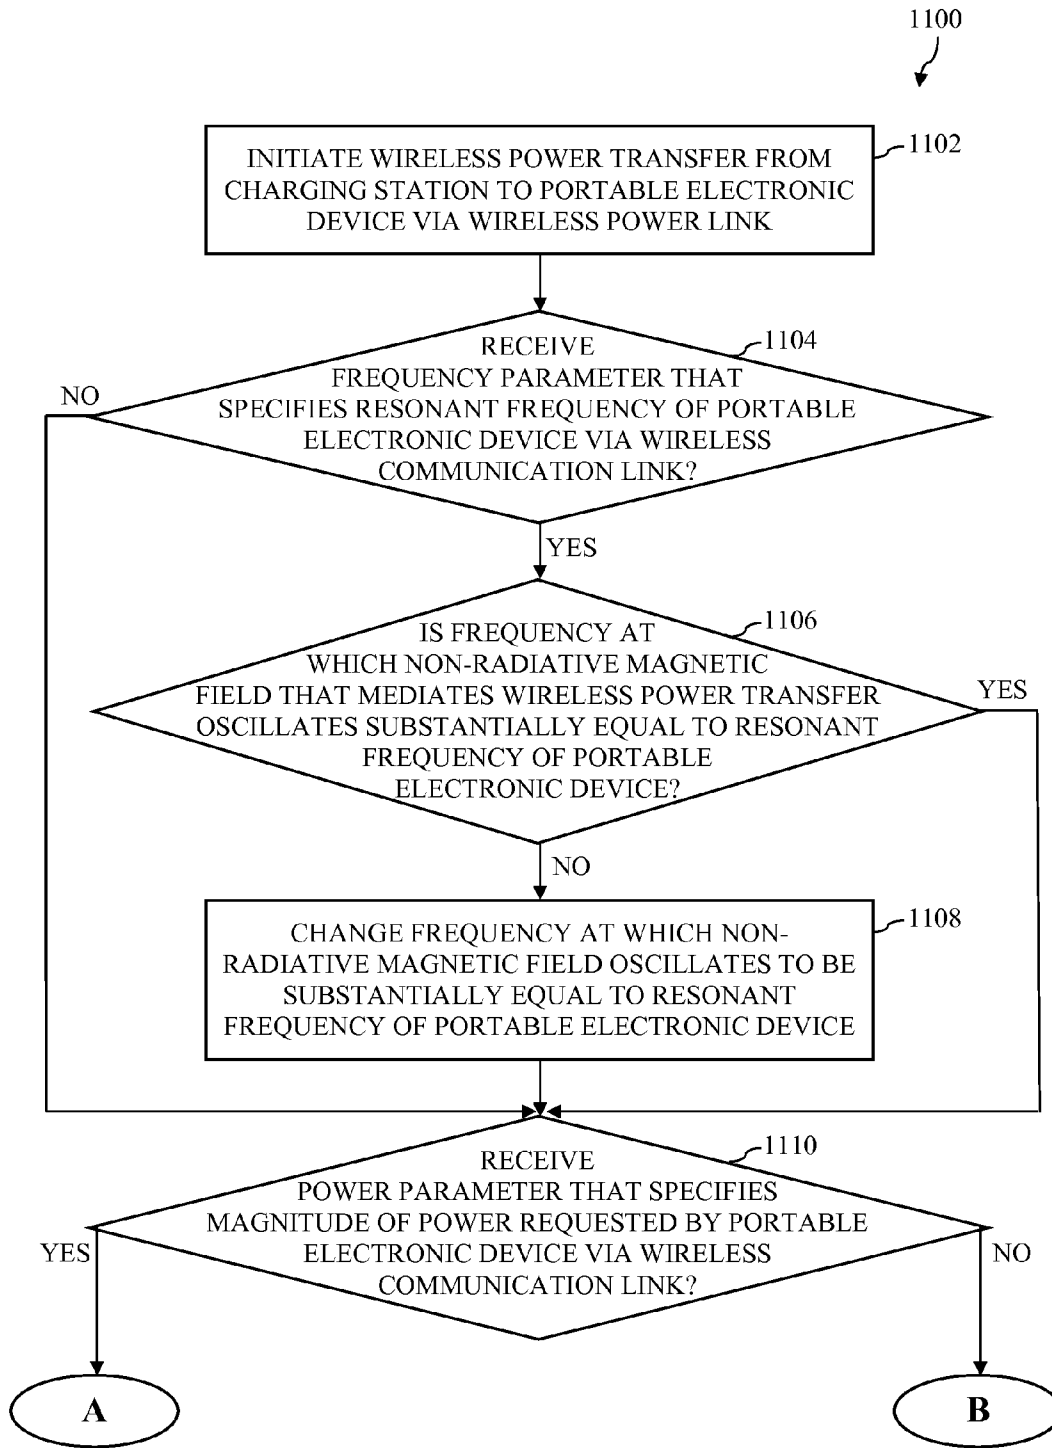 1100
INITIATE WIRELESS POWER TRANSFER FROM
CHARGING STATION TO PORTABLE ELECTRONIC
DEVICE VIA WIRELESS POWER LINK
1102
RECEIVE
FREQUENCY PARAMETER THAT
SPECIFIES RESONANT FREQUENCY OF PORTABLE
ELECTRONIC DEVICE VIA WIRELESS
COMMUNICATION LINK?
1104
NO
YES
IS FREQUENCY AT
WHICH NON-RADIATIVE MAGNETIC
FIELD THAT MEDIATES WIRELESS POWER TRANSFER
OSCILLATES SUBSTANTIALLY EQUAL TO RESONANT
FREQUENCY OF PORTABLE
ELECTRONIC DEVICE?
1106
YES
NO
CHANGE FREQUENCY AT WHICH NON-
RADIATIVE MAGNETIC FIELD OSCILLATES TO BE
SUBSTANTIALLY EQUAL TO RESONANT
FREQUENCY OF PORTABLE ELECTRONIC DEVICE
1108
RECEIVE
POWER PARAMETER THAT SPECIFIES
MAGNITUDE OF POWER REQUESTED BY PORTABLE
ELECTRONIC DEVICE VIA WIRELESS
COMMUNICATION LINK?
1110
YES
NO
A
B